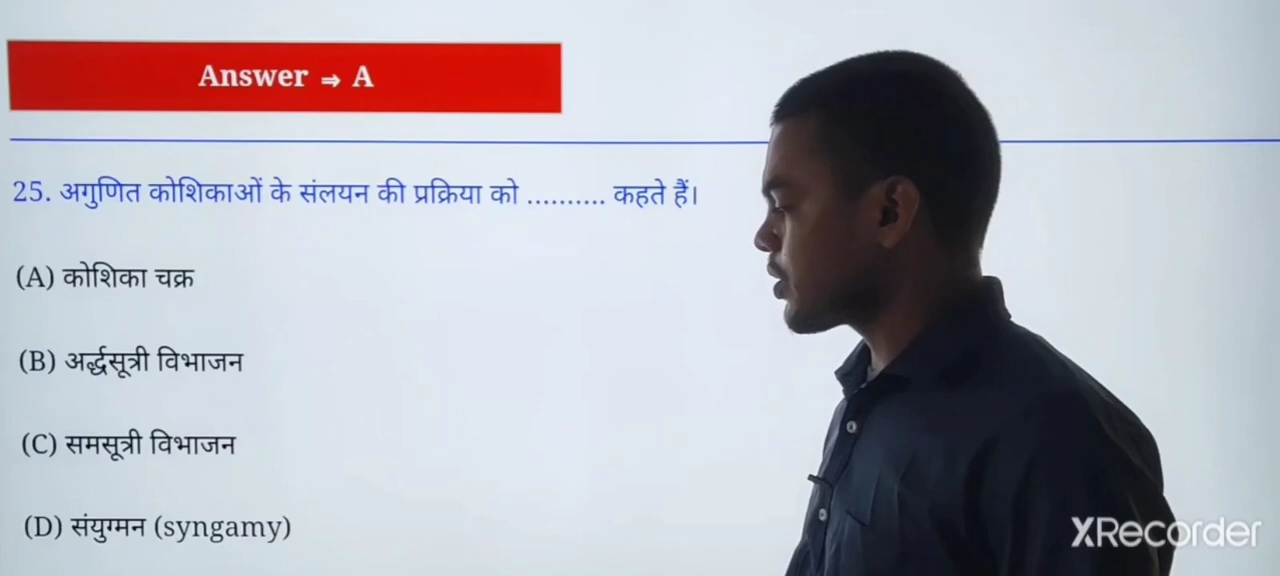 Answer ⇒ A
25. अगुणित कोशिकाओं के संलयन की प्रक्रिया को .......... कहते हैं।
(A) कोशिका चक्र
(B) अर्द्धसूत्री विभाजन
(C) समसूत्री विभाजन
(D) संयुग्मन (syngamy)
XRecorder